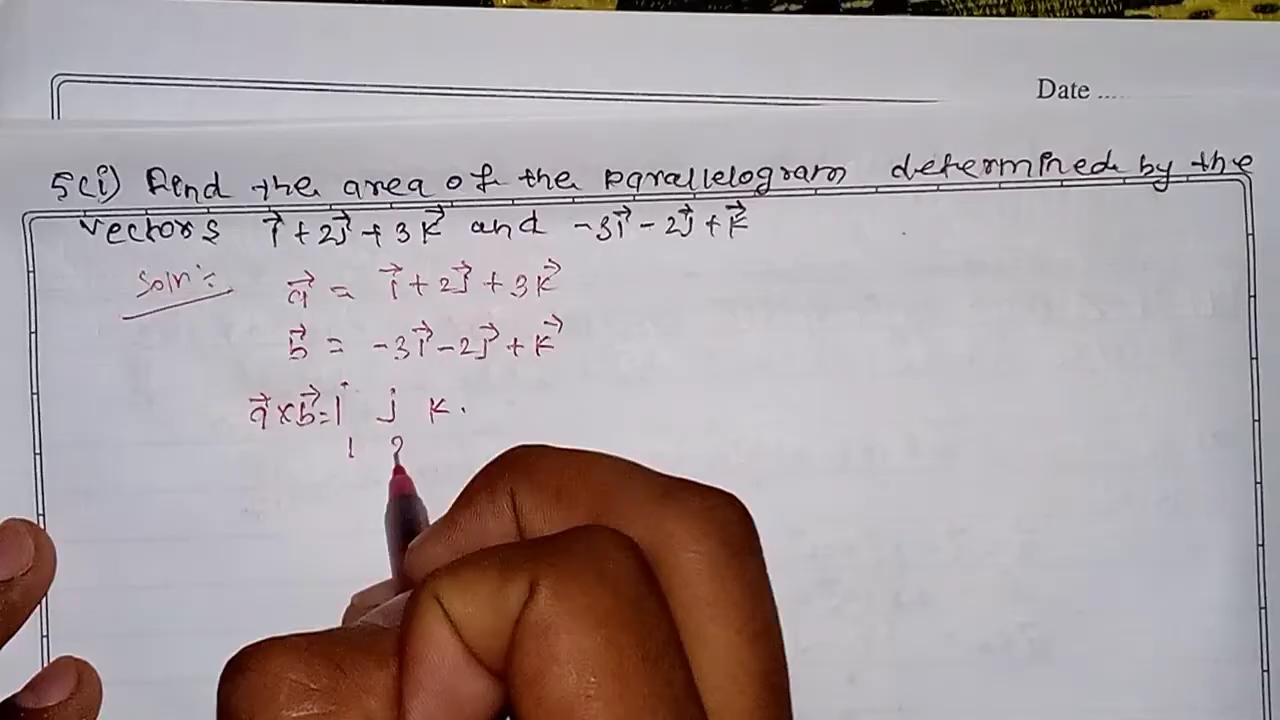 Date .....
5(i) Find the area of the parallelogram determined by the
vectors i⃗ + 2j⃗ + 3k⃗ and -3i⃗ - 2j⃗ + k⃗
Soln:
a⃗ = i⃗ + 2j⃗ + 3k⃗
b⃗ = -3i⃗ - 2j⃗ + k⃗
a⃗ x b⃗ = i j k
1 2